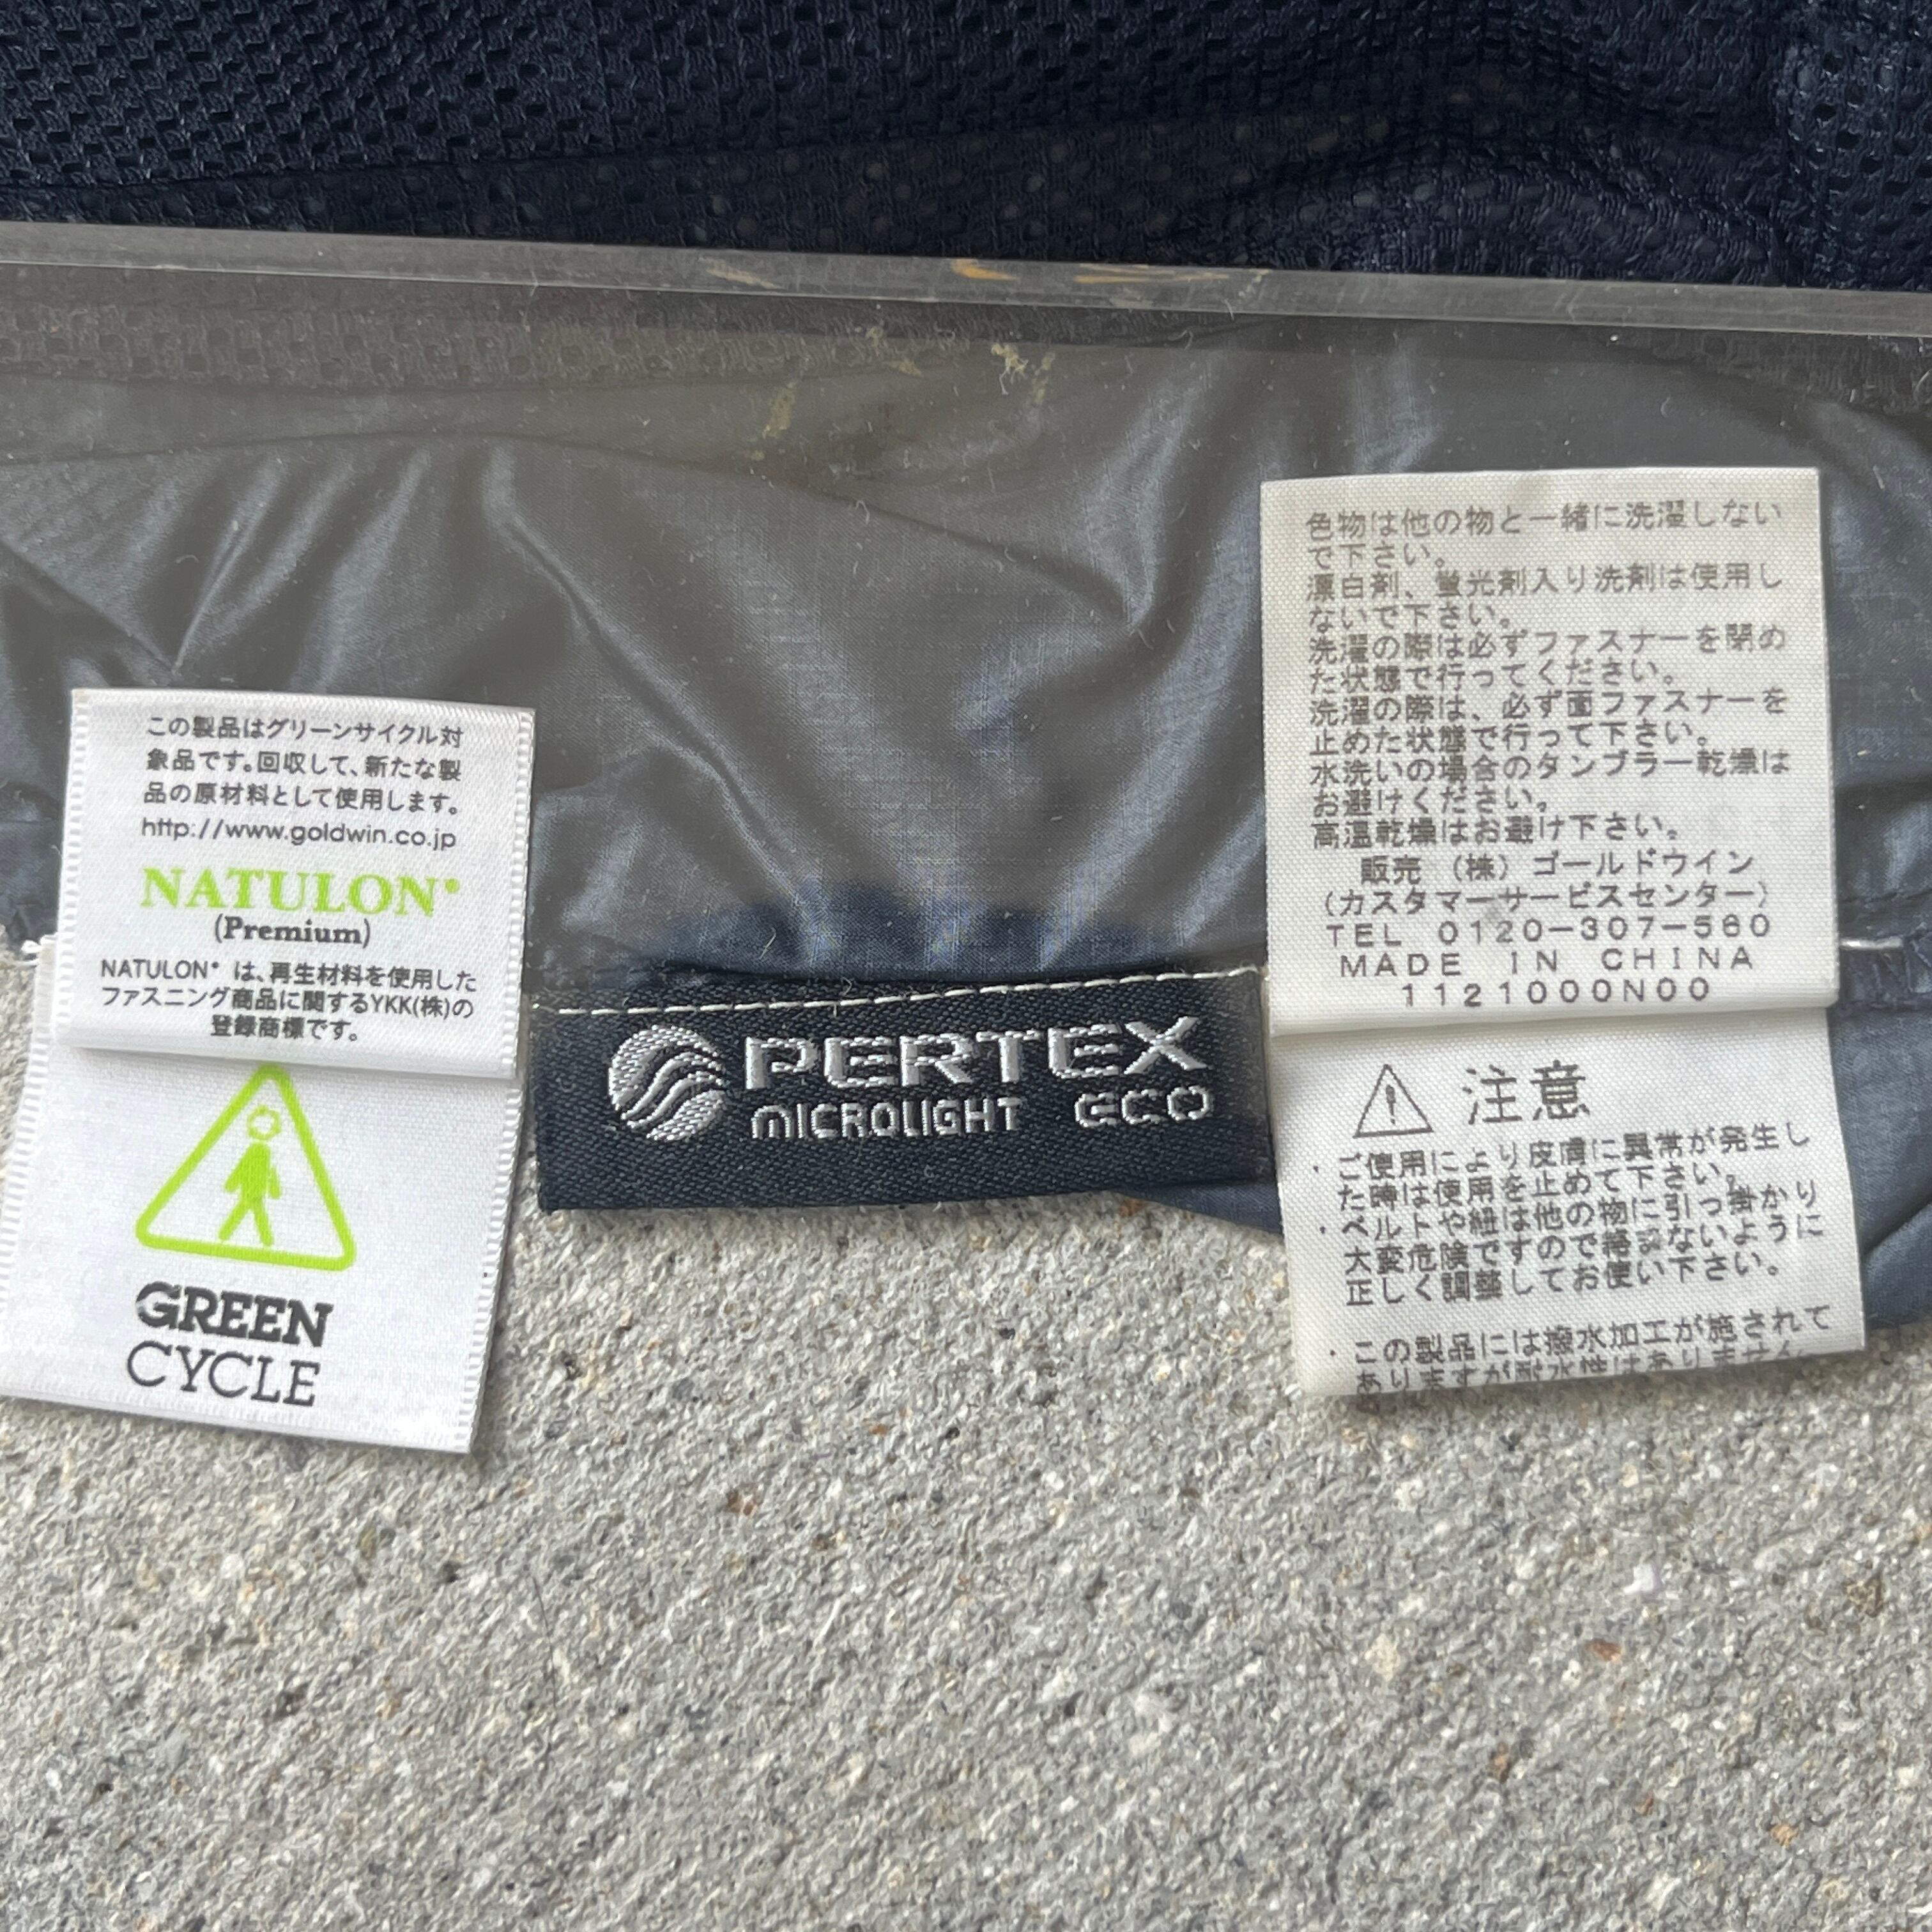 この製品はグリーンサイクル対
象品です。回収して、新たな製
品の原材料として使用します。
http://www.goldwin.co.jp
NATULON®
(Premium)
NATULON® は、再生材料を使用した
ファスニング商品に関するYKK(株)の
登録商標です。
GREEN
CYCLE
PERTEX
MICROLIGHT ECO
色物は他の物と一緒に洗濯しない
で下さい。
漂白剤、蛍光剤入り洗剤は使用し
ないで下さい。
洗濯の際は必ずファスナーを閉め
た状態で行ってください。
洗濯の際は、必ず面ファスナーを
止めた状態で行って下さい。
水洗いの場合のタンブラー乾燥は
お避けください。
高温乾燥はお避け下さい。
販売 （株）ゴールドウイン
（カスタマーサービスセンター）
TEL 0120-307-560
MADE IN CHINA
1121000N00
注意
・ご使用により皮膚に異常が発生し
た時は使用を止めて下さい。
・ベルトや紐は他の物に引っ掛かり
大変危険ですので絡まないように
正しく調整してお使い下さい。
・この製品には撥水加工が施されて
ありますが耐水性はありません